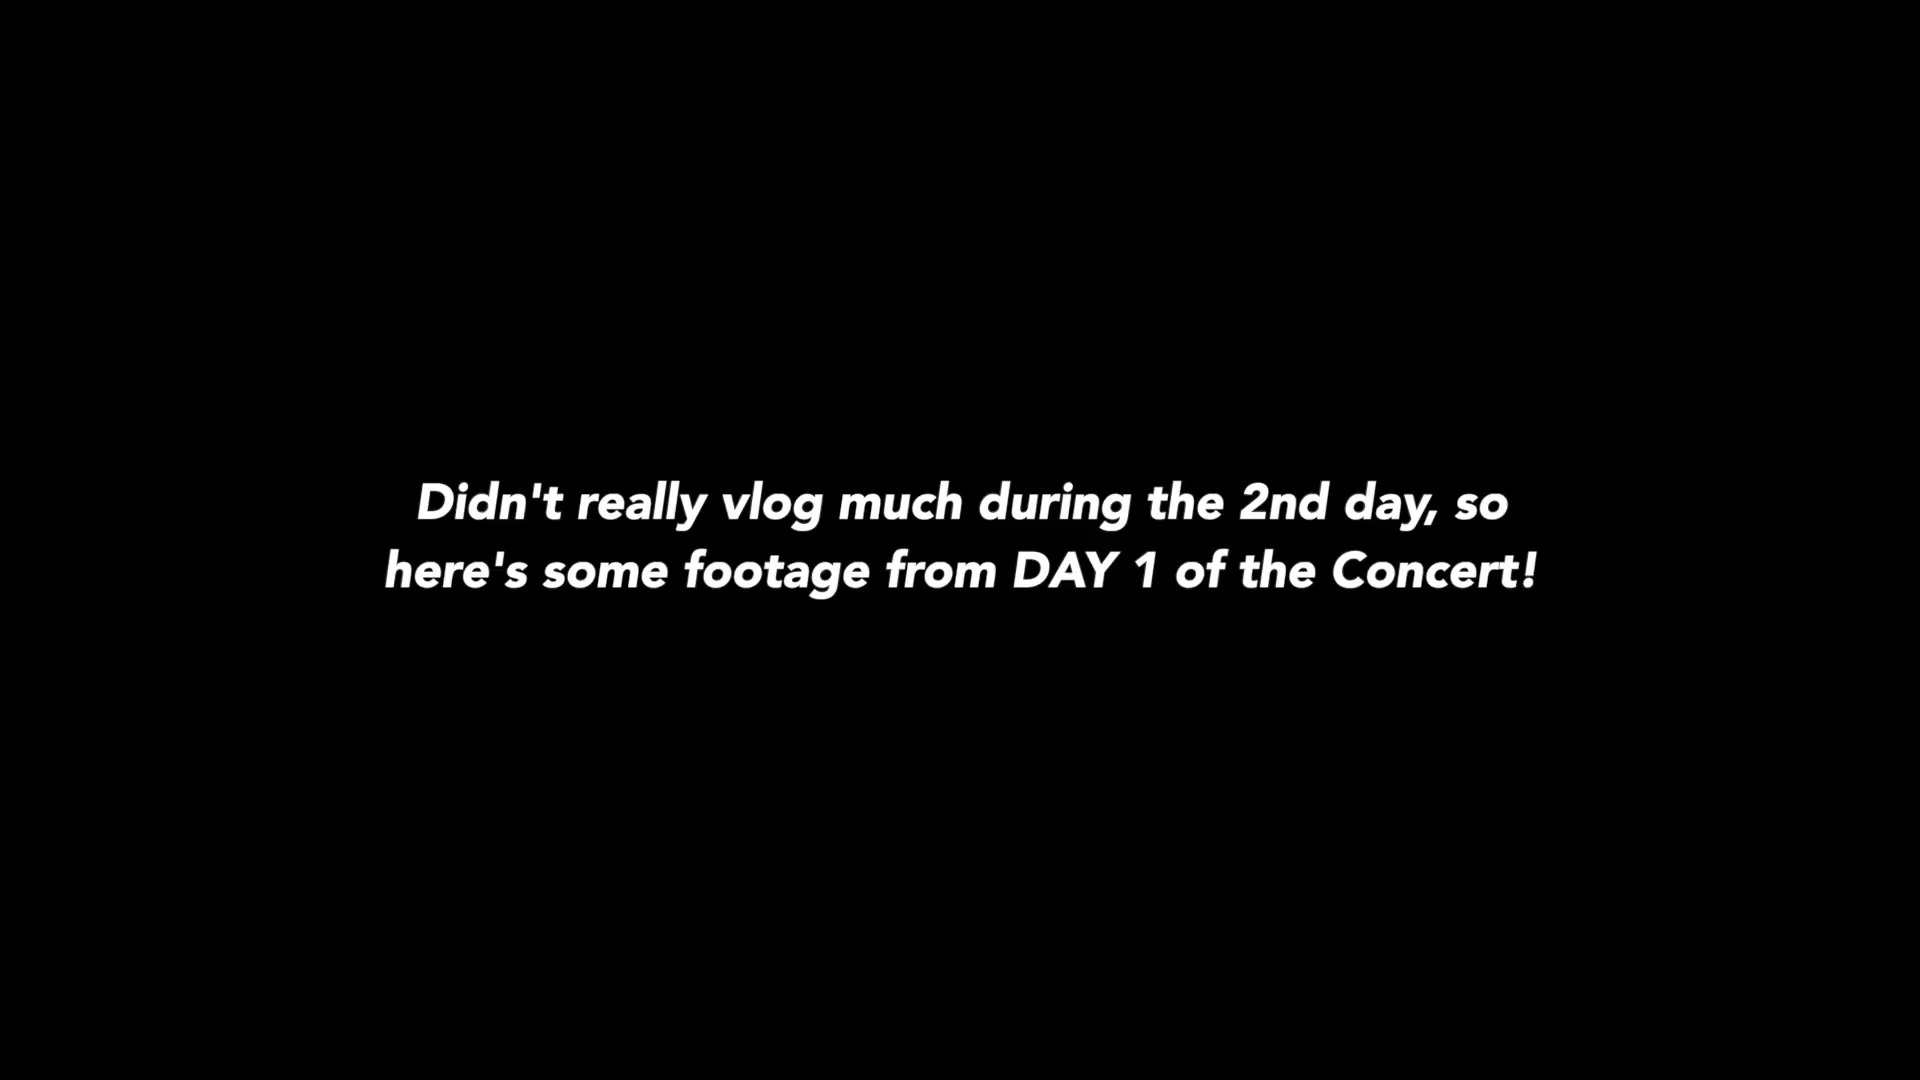 Didn't really vlog much during the 2nd day, so
here's some footage from DAY 1 of the Concert!